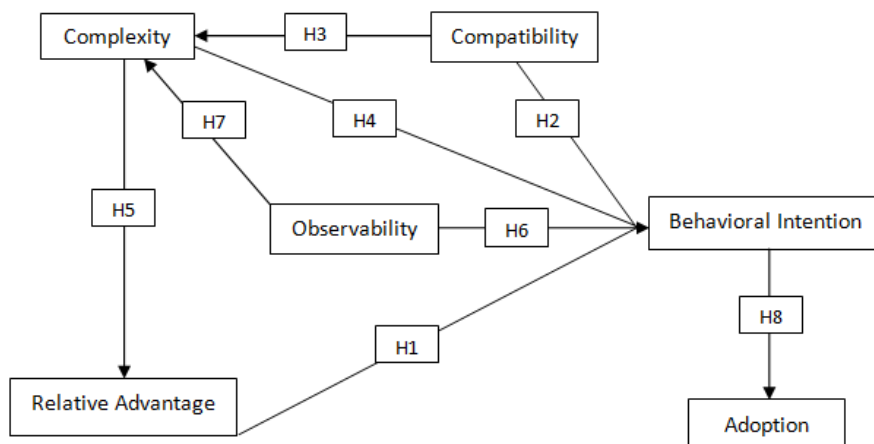 Complexity
H3
Compatibility
H7
H4
H2
H5
Observability
H6
Behavioral Intention
H1
H8
Relative Advantage
Adoption